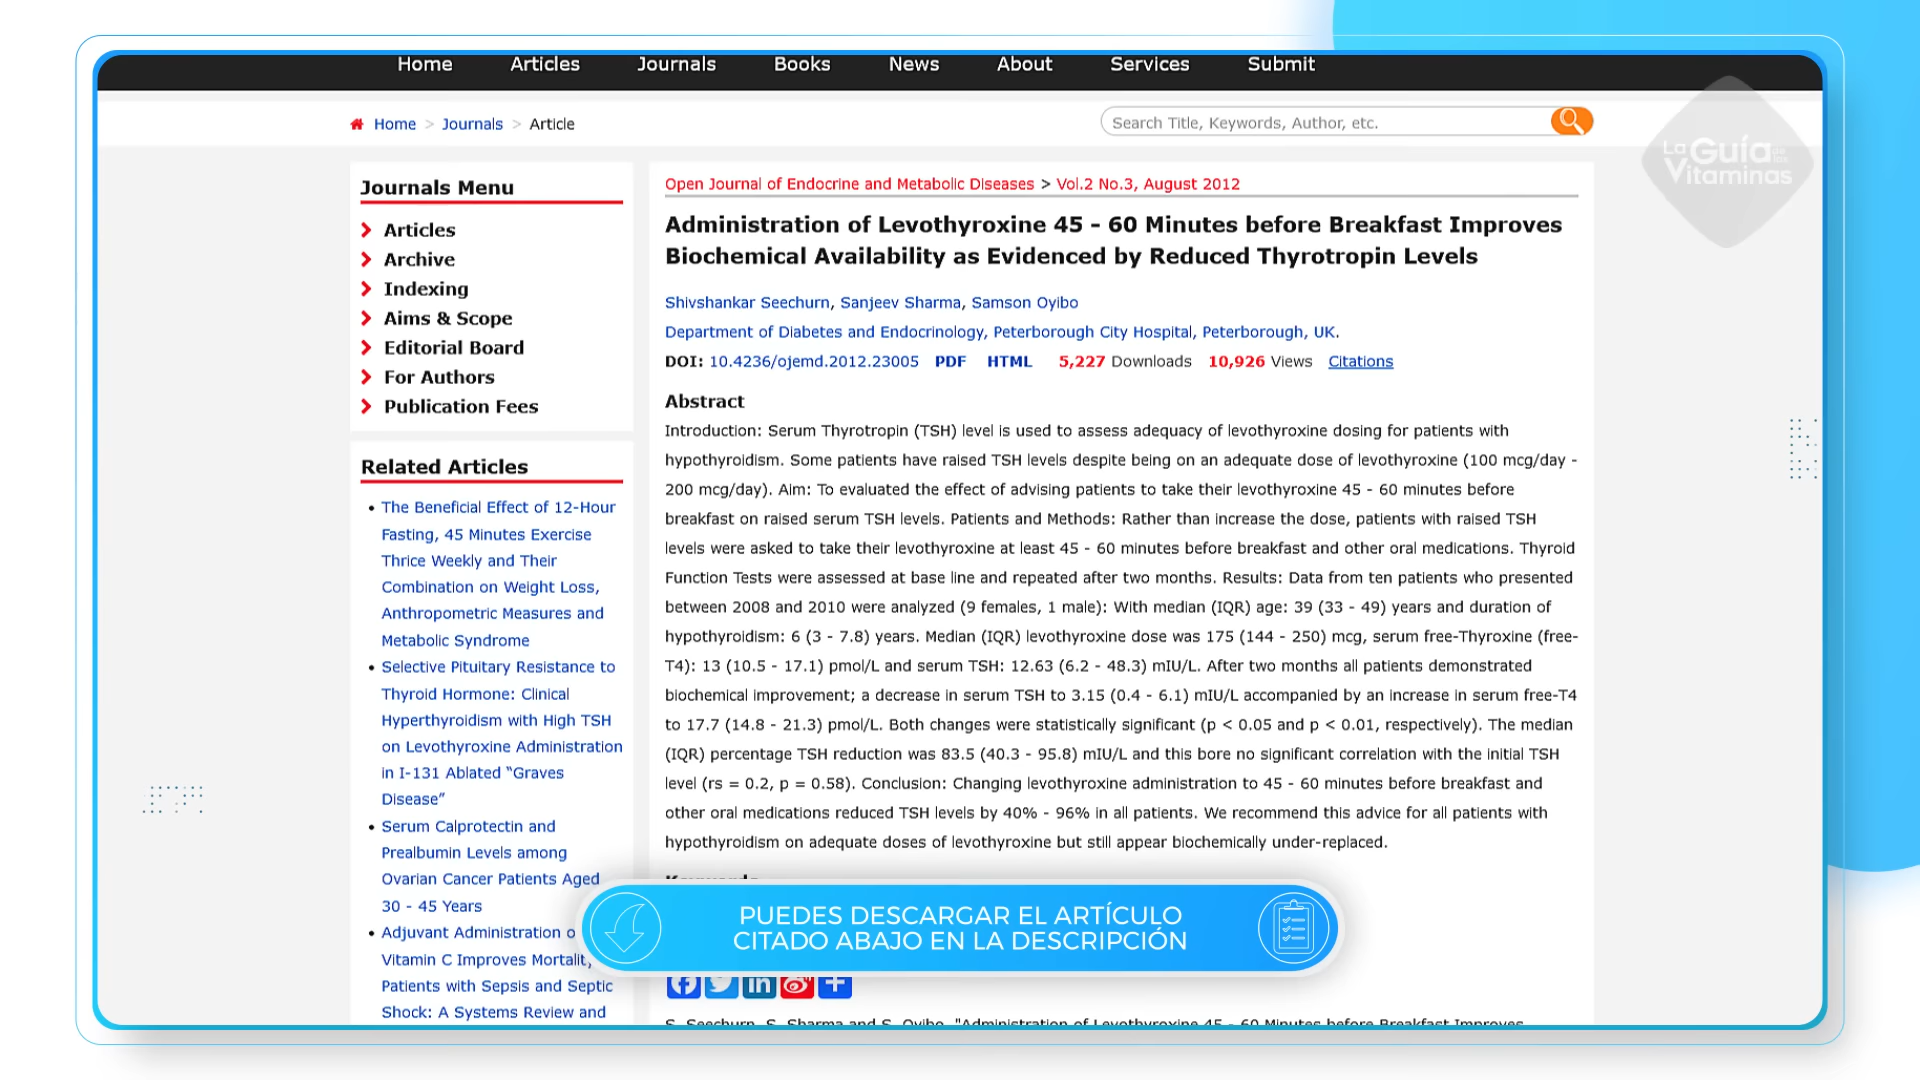 Home Articles Journals Books News About Services Submit
Home > Journals > Article
Search Title, Keywords, Author, etc.
La Guía de las
Vitaminas
Journals Menu
Articles
Archive
Indexing
Aims & Scope
Editorial Board
For Authors
Publication Fees
Related Articles
The Beneficial Effect of 12-Hour
Fasting, 45 Minutes Exercise
Thrice Weekly and Their
Combination on Weight Loss,
Anthropometric Measures and
Metabolic Syndrome
Selective Pituitary Resistance to
Thyroid Hormone: Clinical
Hyperthyroidism with High TSH
on Levothyroxine Administration
in I-131 Ablated “Graves
Disease”
Serum Calprotectin and
Prealbumin Levels among
Ovarian Cancer Patients Aged
30 - 45 Years
Adjuvant Administration o
Vitamin C Improves Mortalit
Patients with Sepsis and Septic
Shock: A Systems Review and
Open Journal of Endocrine and Metabolic Diseases > Vol.2 No.3, August 2012
Administration of Levothyroxine 45 - 60 Minutes before Breakfast Improves
Biochemical Availability as Evidenced by Reduced Thyrotropin Levels
Shivshankar Seechurn, Sanjeev Sharma, Samson Oyibo
Department of Diabetes and Endocrinology, Peterborough City Hospital, Peterborough, UK.
DOI: 10.4236/ojemd.2012.23005 PDF HTML 5,227 Downloads 10,926 Views Citations
Abstract
Introduction: Serum Thyrotropin (TSH) level is used to assess adequacy of levothyroxine dosing for patients with
hypothyroidism. Some patients have raised TSH levels despite being on an adequate dose of levothyroxine (100 mcg/day -
200 mcg/day). Aim: To evaluated the effect of advising patients to take their levothyroxine 45 - 60 minutes before
breakfast on raised serum TSH levels. Patients and Methods: Rather than increase the dose, patients with raised TSH
levels were asked to take their levothyroxine at least 45 - 60 minutes before breakfast and other oral medications. Thyroid
Function Tests were assessed at base line and repeated after two months. Results: Data from ten patients who presented
between 2008 and 2010 were analyzed (9 females, 1 male): With median (IQR) age: 39 (33 - 49) years and duration of
hypothyroidism: 6 (3 - 7.8) years. Median (IQR) levothyroxine dose was 175 (144 - 250) mcg, serum free-Thyroxine (free-
T4): 13 (10.5 - 17.1) pmol/L and serum TSH: 12.63 (6.2 - 48.3) mIU/L. After two months all patients demonstrated
biochemical improvement; a decrease in serum TSH to 3.15 (0.4 - 6.1) mIU/L accompanied by an increase in serum free-T4
to 17.7 (14.8 - 21.3) pmol/L. Both changes were statistically significant (p < 0.05 and p < 0.01, respectively). The median
(IQR) percentage TSH reduction was 83.5 (40.3 - 95.8) mIU/L and this bore no significant correlation with the initial TSH
level (rs = 0.2, p = 0.58). Conclusion: Changing levothyroxine administration to 45 - 60 minutes before breakfast and
other oral medications reduced TSH levels by 40% - 96% in all patients. We recommend this advice for all patients with
hypothyroidism on adequate doses of levothyroxine but still appear biochemically under-replaced.
Keywords
PUEDES DESCARGAR EL ARTÍCULO
CITADO ABAJO EN LA DESCRIPCIÓN
S. Seechurn, S. Sharma and S. Oyibo, "Administration of Levothyroxine 45 - 60 Minutes before Breakfast Improves